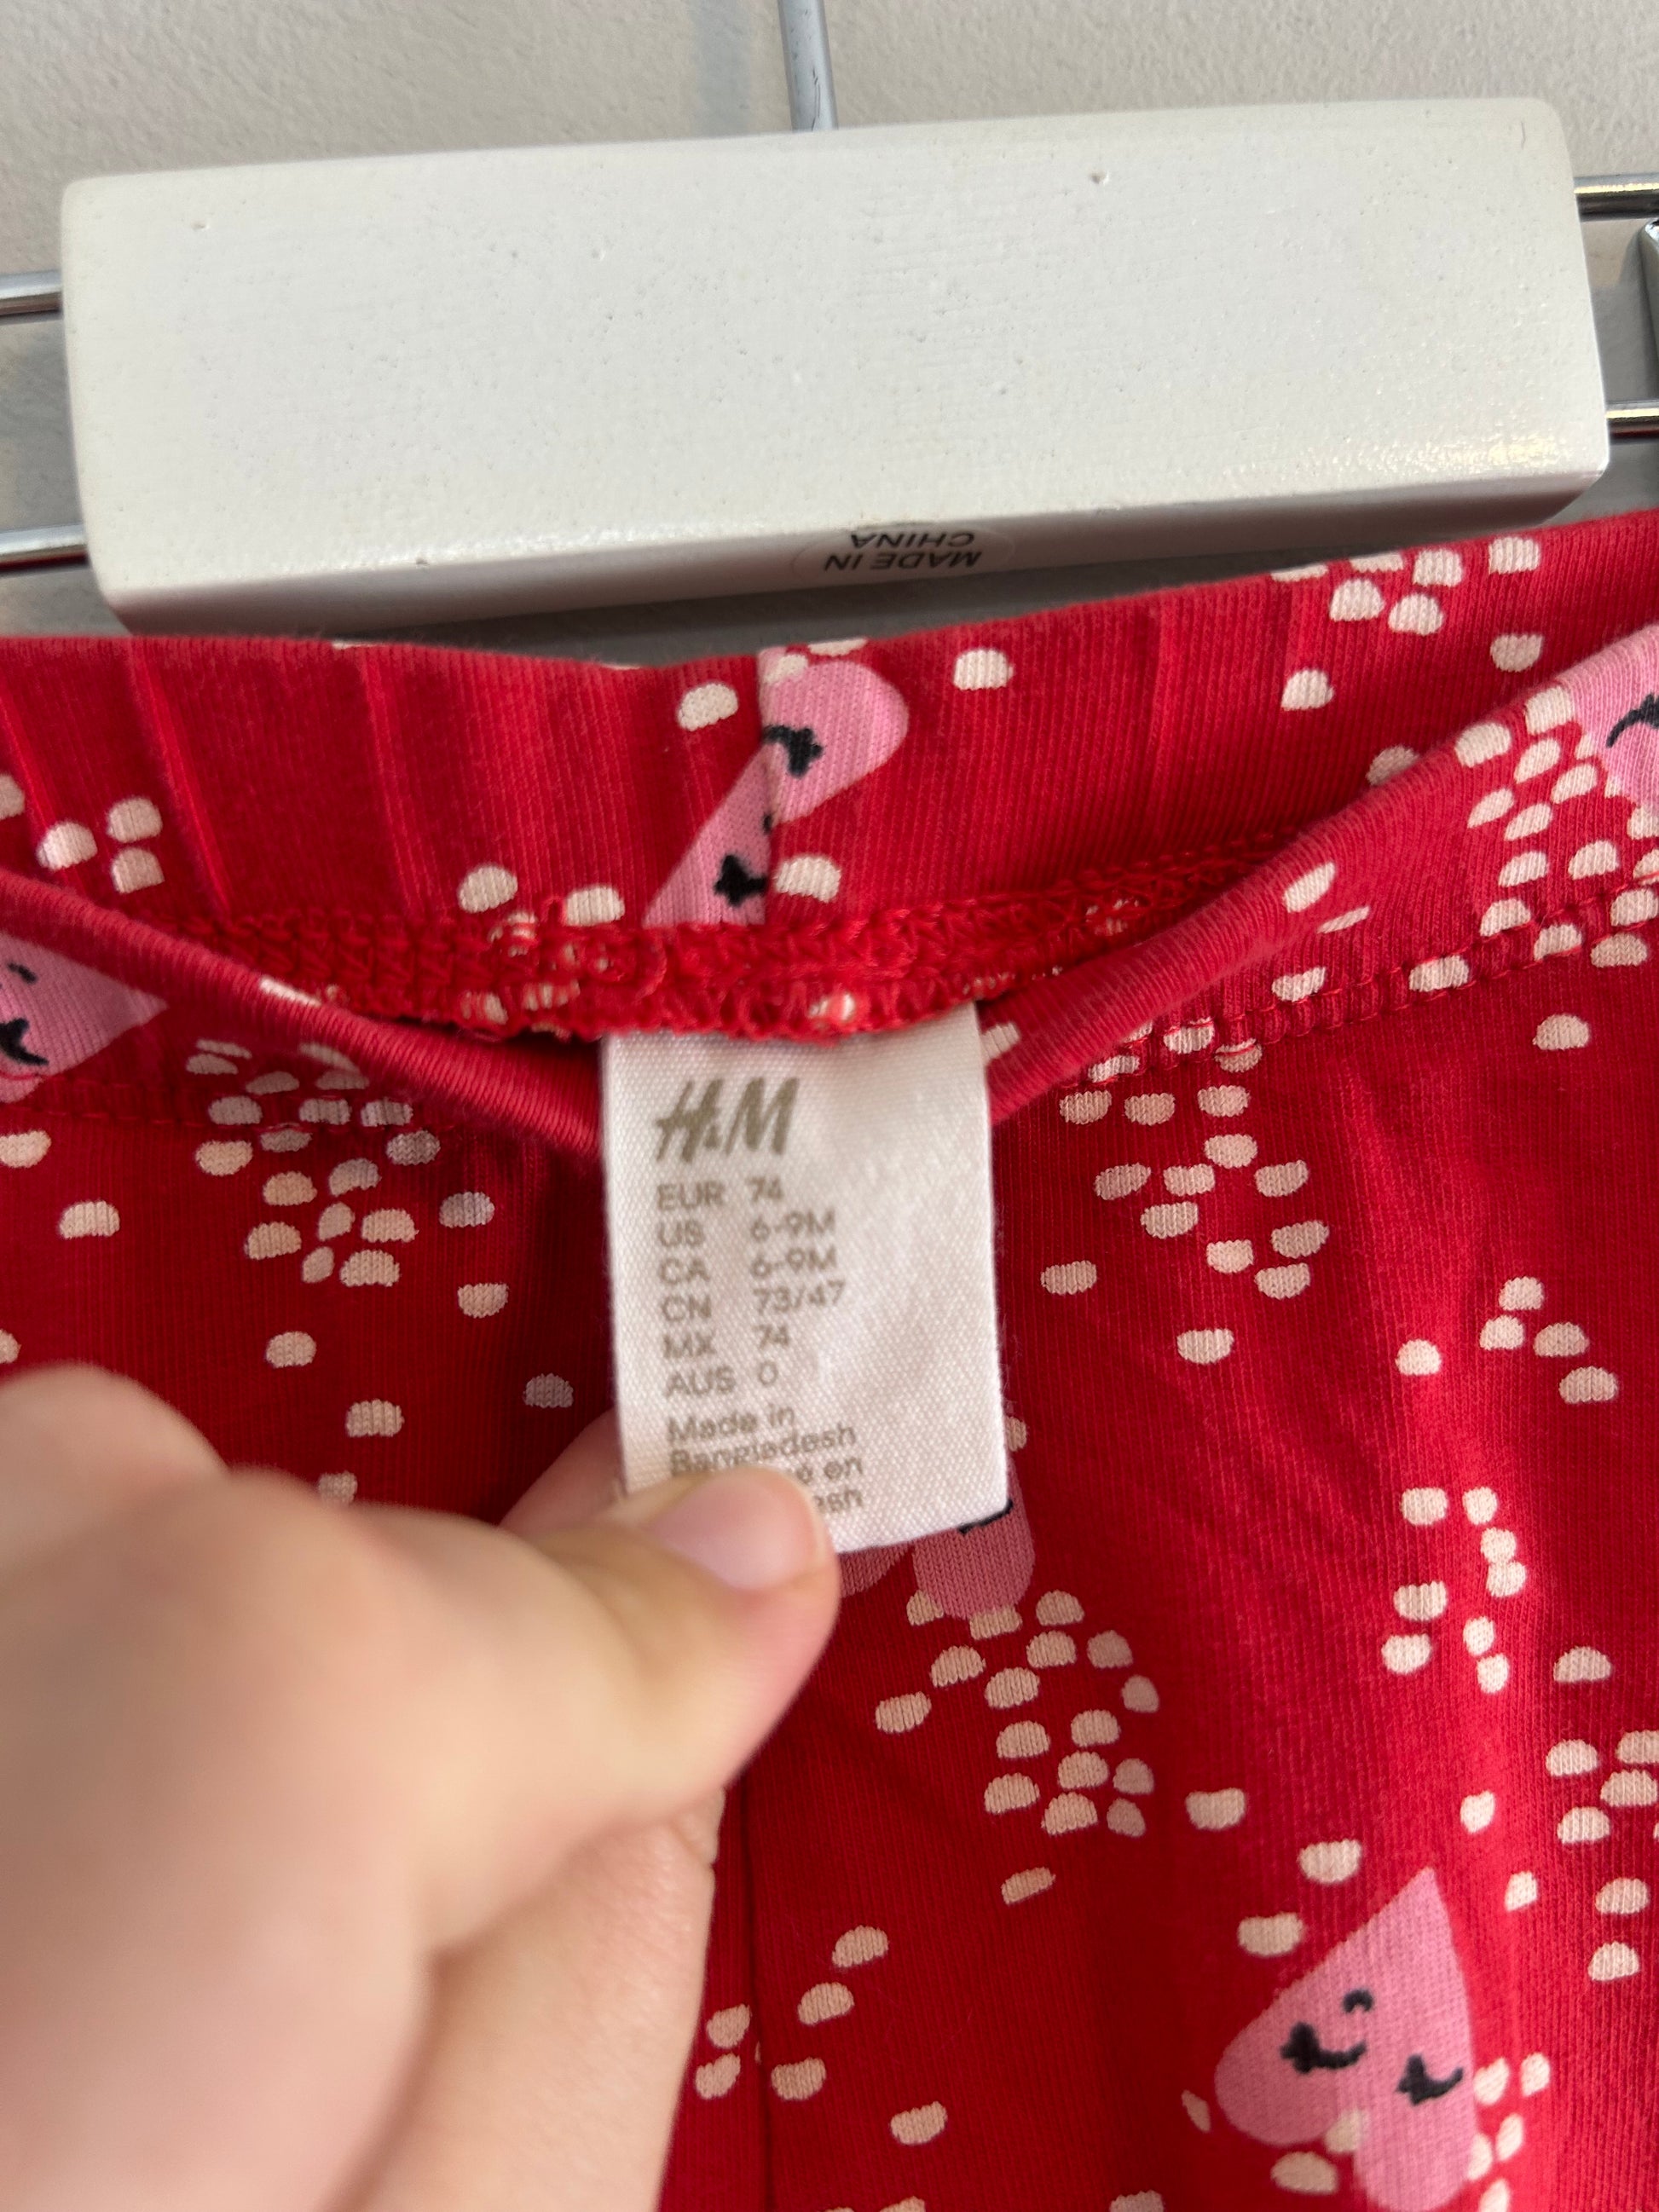 MADE IN
CHINA
H&M
EUR 74
US 6-9M
CA 6-9M
CN 73/47
MX 74
AUS 0
Made in
Bangladesh
en